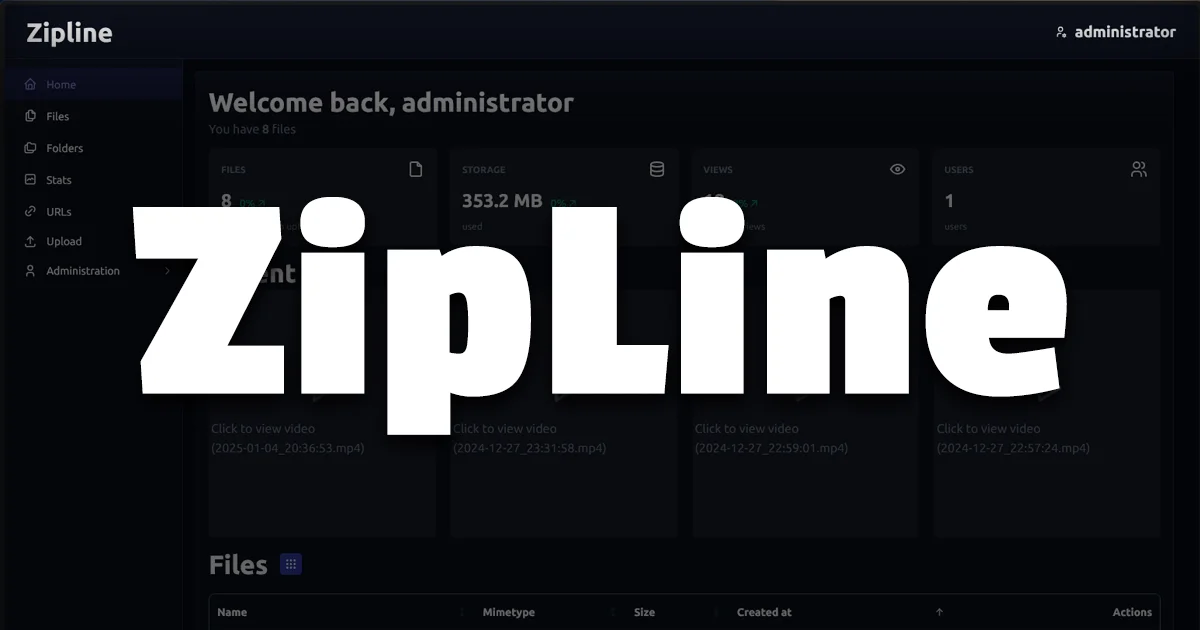 Zipline
administrator
Home
Files
Folders
Stats
URLs
Upload
Administration
Welcome back, administrator
You have 8 files
FILES
8 0%
STORAGE
353.2 MB 0%
used
VIEWS
USERS
1
users
ZipLine
Click to view video
(2025-01-04_20:36:53.mp4)
Click to view video
(2024-12-27_23:31:58.mp4)
Click to view video
(2024-12-27_22:59:01.mp4)
Click to view video
(2024-12-27_22:57:24.mp4)
Files
Name Mimetype Size Created at Actions